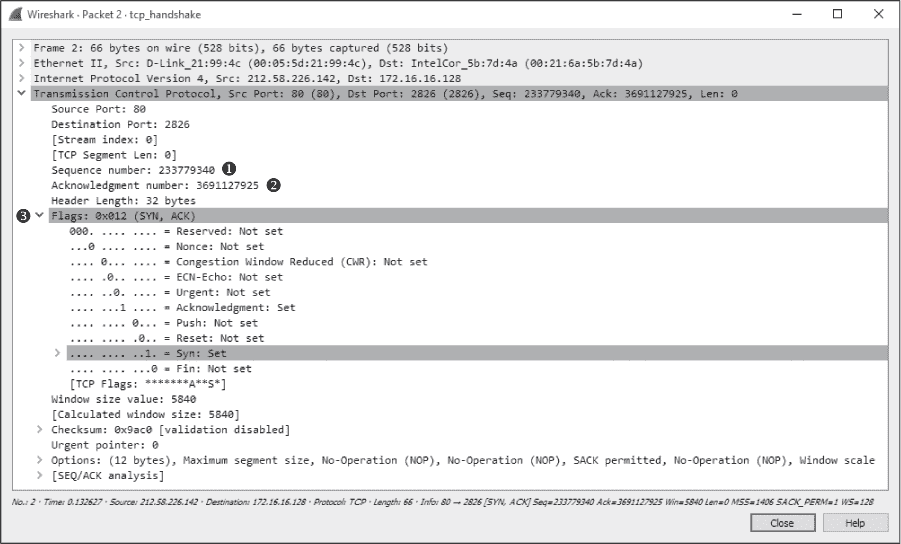 Wireshark · Packet 2 · tcp_handshake
Frame 2: 66 bytes on wire (528 bits), 66 bytes captured (528 bits)
Ethernet II, Src: D-Link_21:99:4c (00:05:5d:21:99:4c), Dst: IntelCor_5b:7d:4a (00:21:6a:5b:7d:4a)
Internet Protocol Version 4, Src: 212.58.226.142, Dst: 172.16.16.128
Transmission Control Protocol, Src Port: 80 (80), Dst Port: 2826 (2826), Seq: 233779340, Ack: 3691127925, Len: 0
Source Port: 80
Destination Port: 2826
[Stream index: 0]
[TCP Segment Len: 0]
Sequence number: 233779340 ❶
Acknowledgment number: 3691127925 ❷
Header Length: 32 bytes
❸ Flags: 0x012 (SYN, ACK)
000. .... .... = Reserved: Not set
...0 .... .... = Nonce: Not set
.... 0... .... = Congestion Window Reduced (CWR): Not set
.... .0.. .... = ECN-Echo: Not set
.... ..0. .... = Urgent: Not set
.... ...1 .... = Acknowledgment: Set
.... .... 0... = Push: Not set
.... .... .0.. = Reset: Not set
.... .... ..1. = Syn: Set
.... .... ...0 = Fin: Not set
[TCP Flags: *******A**S*]
Window size value: 5840
[Calculated window size: 5840]
Checksum: 0x9ac0 [validation disabled]
Urgent pointer: 0
Options: (12 bytes), Maximum segment size, No-Operation (NOP), No-Operation (NOP), SACK permitted, No-Operation (NOP), Window scale
[SEQ/ACK analysis]
No.: 2 · Time: 0.132627 · Source: 212.58.226.142 · Destination: 172.16.16.128 · Protocol: TCP · Length: 66 · Info: 80 → 2826 [SYN, ACK] Seq=233779340 Ack=3691127925 Win=5840 Len=0 MSS=1406 SACK_PERM=1 WS=128
Close
Help